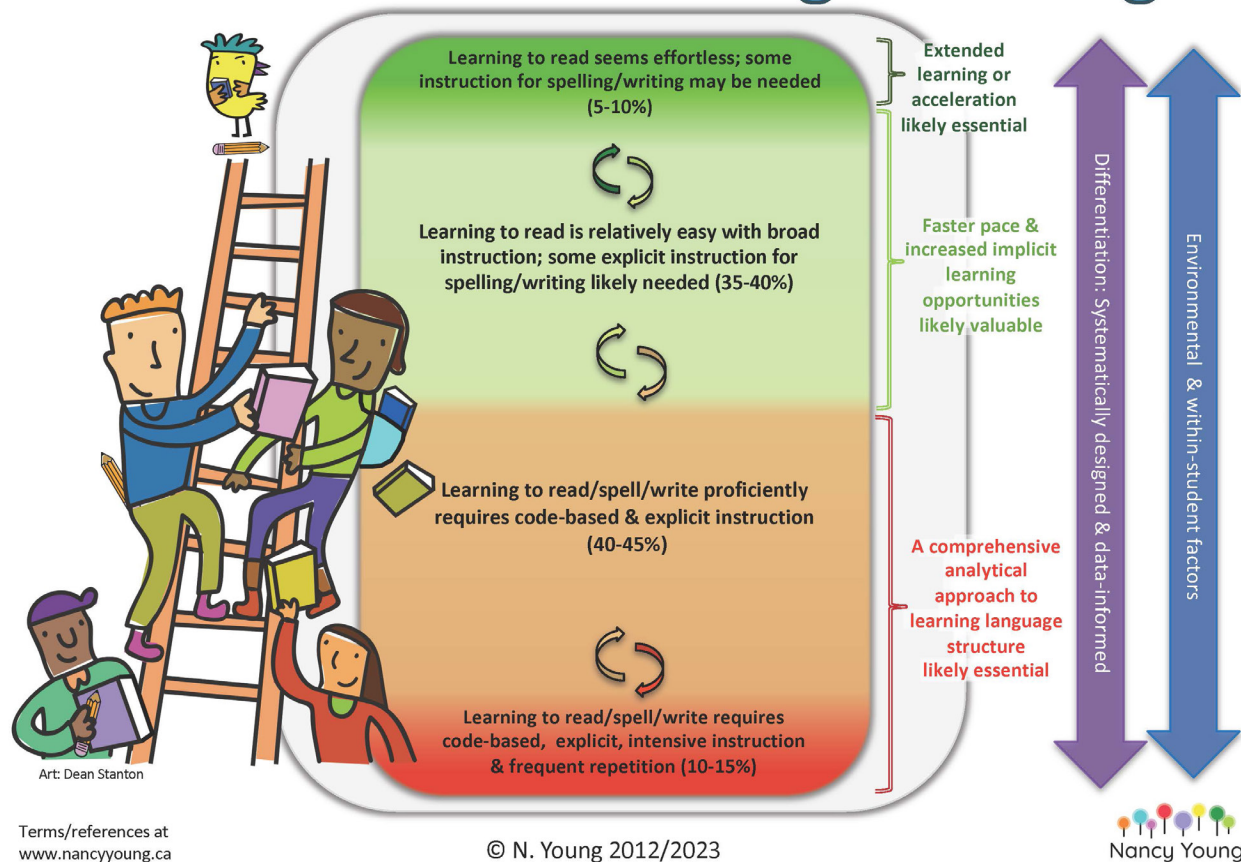 Learning to read seems effortless; some
instruction for spelling/writing may be needed
(5-10%)
Learning to read is relatively easy with broad
instruction; some explicit instruction for
spelling/writing likely needed (35-40%)
Learning to read/spell/write proficiently
requires code-based & explicit instruction
(40-45%)
Learning to read/spell/write requires
code-based, explicit, intensive instruction
& frequent repetition (10-15%)
Extended
learning or
acceleration
likely essential
Faster pace &
increased implicit
learning
opportunities
likely valuable
A comprehensive
analytical
approach to
learning language
structure
likely essential
Differentiation: Systematically designed & data-informed
Environmental & within-student factors
Art: Dean Stanton
Terms/references at
www.nancyyoung.ca
© N. Young 2012/2023
Nancy Young